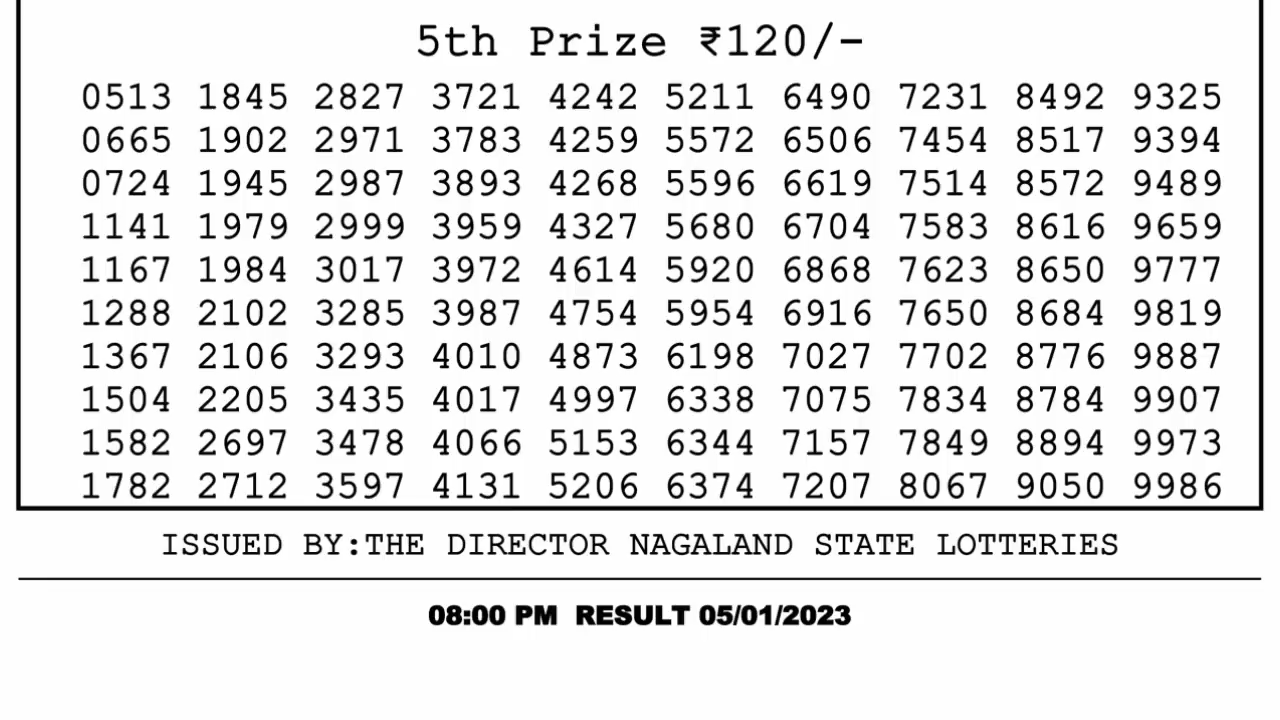 5th Prize ₹120/-
0513 1845 2827 3721 4242 5211 6490 7231 8492 9325
0665 1902 2971 3783 4259 5572 6506 7454 8517 9394
0724 1945 2987 3893 4268 5596 6619 7514 8572 9489
1141 1979 2999 3959 4327 5680 6704 7583 8616 9659
1167 1984 3017 3972 4614 5920 6868 7623 8650 9777
1288 2102 3285 3987 4754 5954 6916 7650 8684 9819
1367 2106 3293 4010 4873 6198 7027 7702 8776 9887
1504 2205 3435 4017 4997 6338 7075 7834 8784 9907
1582 2697 3478 4066 5153 6344 7157 7849 8894 9973
1782 2712 3597 4131 5206 6374 7207 8067 9050 9986
ISSUED BY:THE DIRECTOR NAGALAND STATE LOTTERIES
08:00 PM RESULT 05/01/2023